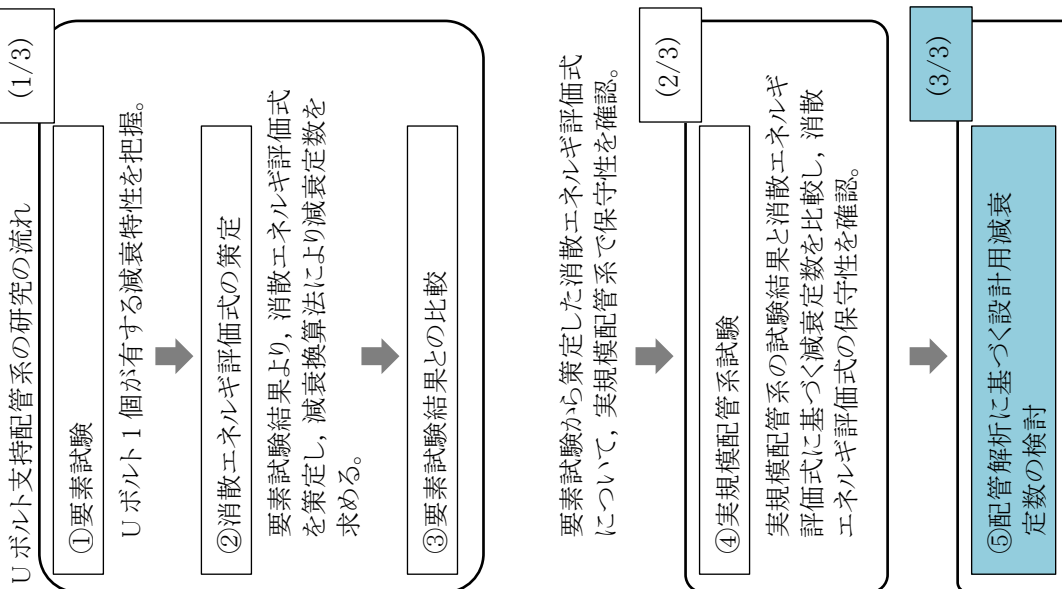 Uボルト支持配管系の研究の流れ
(1/3)
①要素試験
Uボルト1個が有する減衰特性を把握。
②消散エネルギ評価式の策定
要素試験結果より，消散エネルギ評価式
を策定し，減衰換算法により減衰定数を
求める。
③要素試験結果との比較
要素試験から策定した消散エネルギ評価式
について，実規模配管系で保守性を確認。
(2/3)
④実規模配管系試験
実規模配管系の試験結果と消散エネルギ
評価式に基づく減衰定数を比較し，消散
エネルギ評価式の保守性を確認。
(3/3)
⑤配管解析に基づく設計用減衰
定数の検討